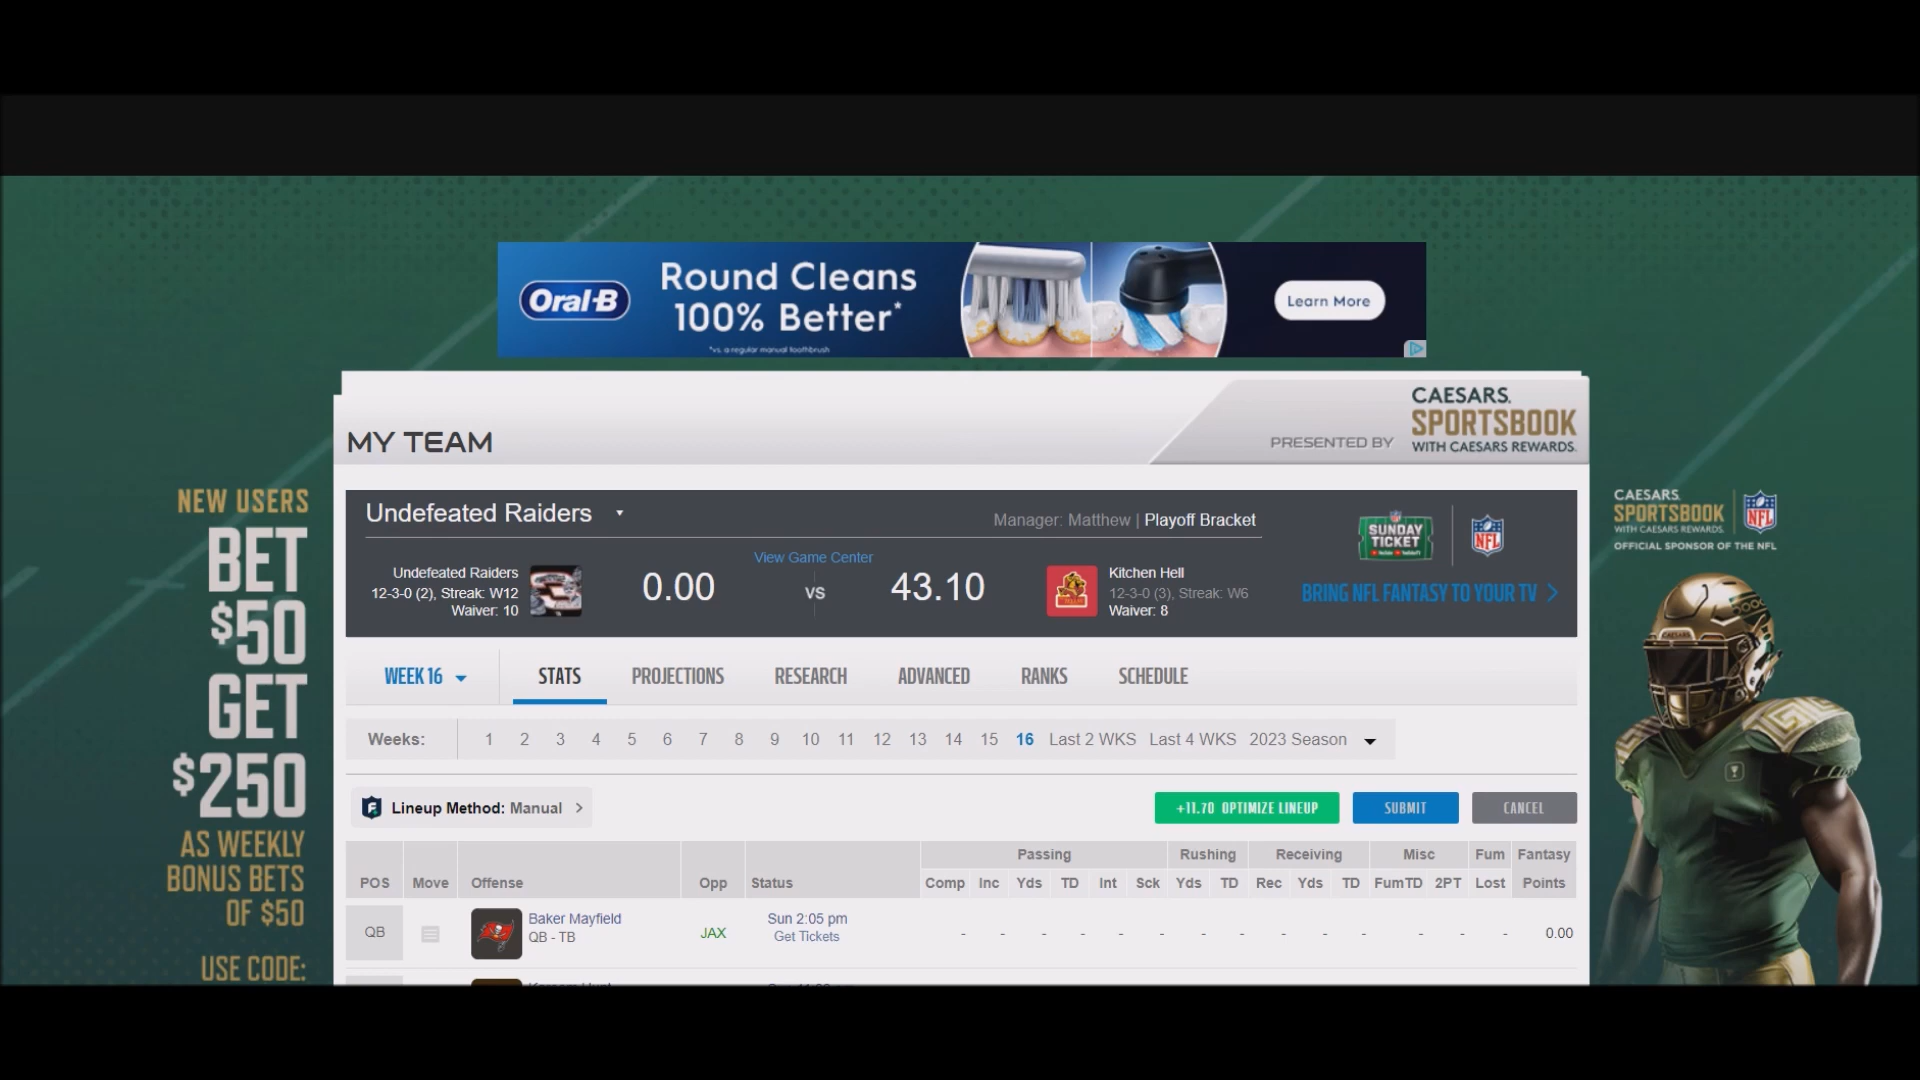 Oral-B
Round Cleans
100% Better*
*vs. a regular manual toothbrush
Learn More
MY TEAM
PRESENTED BY
CAESARS
SPORTSBOOK
WITH CAESARS REWARDS.
NEW USERS
BET
$50
GET
$250
AS WEEKLY
BONUS BETS
OF $50
USE CODE:
Undefeated Raiders
Manager: Matthew | Playoff Bracket
Undefeated Raiders
12-3-0 (2), Streak: W12
Waiver: 10
0.00
View Game Center
VS
43.10
Kitchen Hell
12-3-0 (3), Streak: W6
Waiver: 8
NFL
SUNDAY
TICKET
NFL
BRING NFL FANTASY TO YOUR TV
CAESARS
SPORTSBOOK
WITH CAESARS REWARDS.
NFL
OFFICIAL SPONSOR OF THE NFL
CAESARS
WEEK 16 STATS PROJECTIONS RESEARCH ADVANCED RANKS SCHEDULE
Weeks: 1 2 3 4 5 6 7 8 9 10 11 12 13 14 15 16 Last 2 WKS Last 4 WKS 2023 Season
Lineup Method: Manual
+11.70 OPTIMIZE LINEUP SUBMIT CANCEL
Passing Rushing Receiving Misc Fum Fantasy
POS Move Offense Opp Status Comp Inc Yds TD Int Sck Yds TD Rec Yds TD FumTD 2PT Lost Points
QB Baker Mayfield JAX Sun 2:05 pm - - - - - - - - - - - - - - 0.00
QB - TB Get Tickets